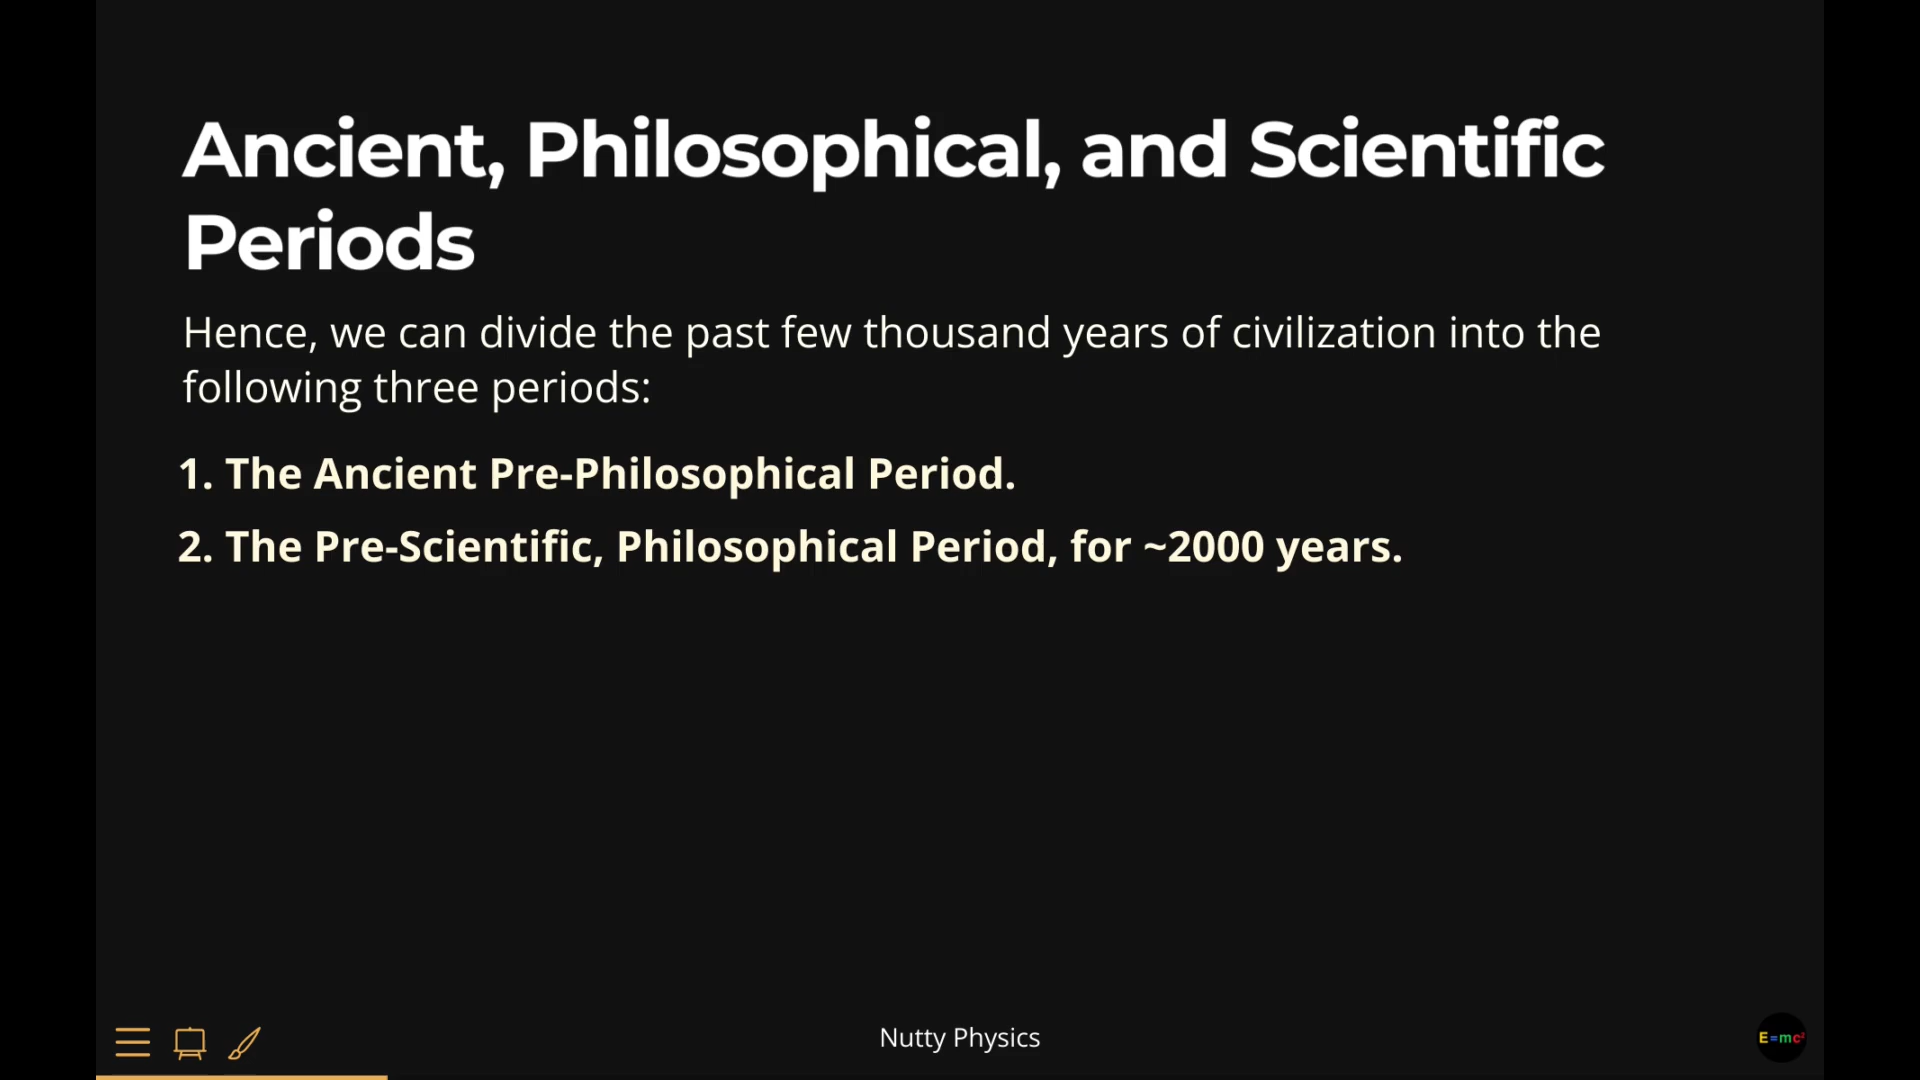 Ancient, Philosophical, and Scientific
Periods
Hence, we can divide the past few thousand years of civilization into the
following three periods:
1. The Ancient Pre-Philosophical Period.
2. The Pre-Scientific, Philosophical Period, for ~2000 years.
Nutty Physics
E=mc²